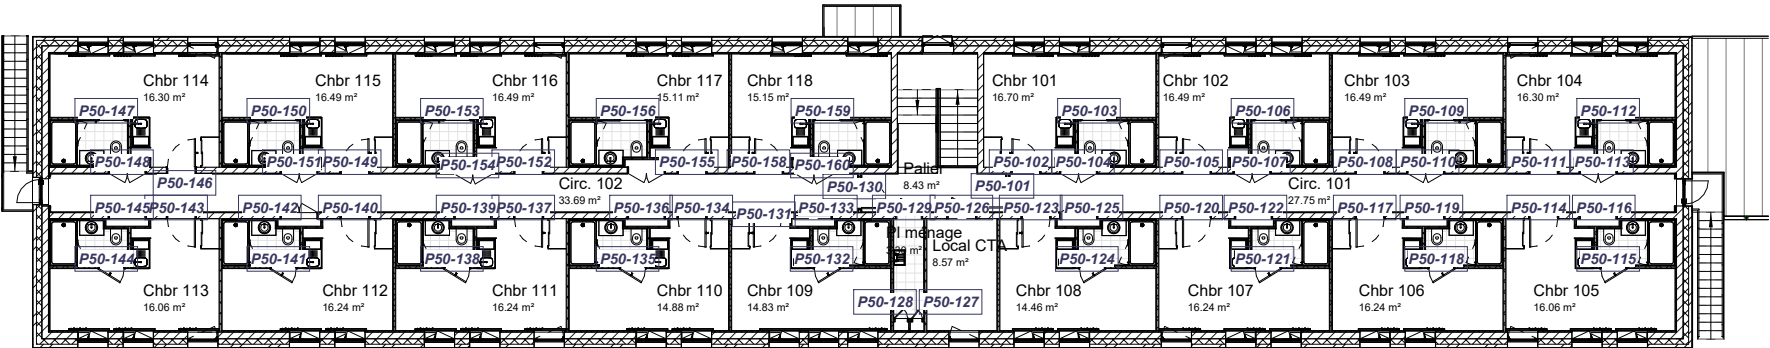 Chbr 114
16.30 m²
Chbr 115
16.49 m²
Chbr 116
16.49 m²
Chbr 117
15.11 m²
Chbr 118
15.15 m²
Chbr 101
16.70 m²
Chbr 102
16.49 m²
Chbr 103
16.49 m²
Chbr 104
16.30 m²
P50-147
P50-150
P50-153
P50-156
P50-159
P50-103
P50-106
P50-109
P50-112
P50-148
P50-151
P50-149
P50-154
P50-152
P50-155
P50-158
P50-160
P50-102
P50-104
P50-105
P50-107
P50-108
P50-110
P50-111
P50-113
P50-146
Circ. 102
33.69 m²
P50-130
Palier
8.43 m²
P50-101
Circ. 101
27.75 m²
P50-145
P50-143
P50-142
P50-140
P50-139
P50-137
P50-136
P50-134
P50-131
P50-133
P50-129
P50-126
P50-123
P50-125
P50-120
P50-122
P50-117
P50-119
P50-114
P50-116
Pl ménage
Local CTA
8.57 m²
P50-144
P50-141
P50-138
P50-135
P50-132
P50-124
P50-121
P50-118
P50-115
Chbr 113
16.06 m²
Chbr 112
16.24 m²
Chbr 111
16.24 m²
Chbr 110
14.88 m²
Chbr 109
14.83 m²
P50-128
P50-127
Chbr 108
14.46 m²
Chbr 107
16.24 m²
Chbr 106
16.24 m²
Chbr 105
16.06 m²